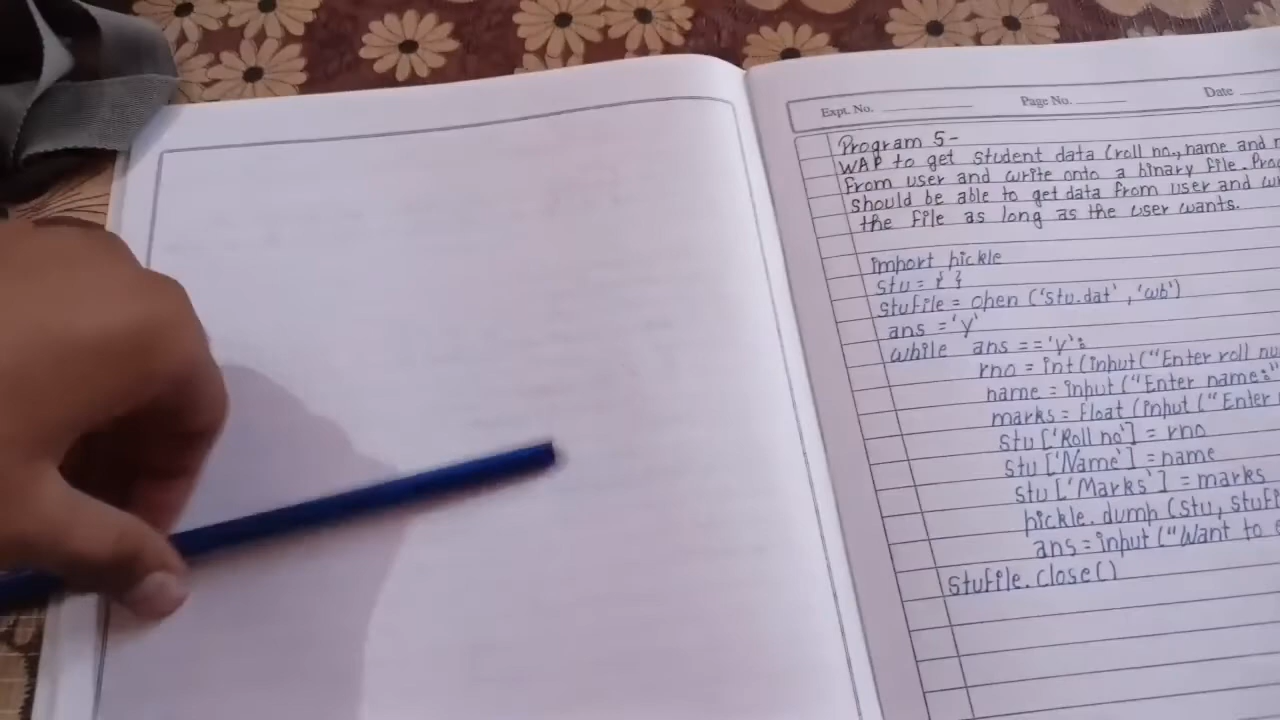 Expt. No. Page No. Date
Program 5-
WAP to get student data (roll no., name and
from user and write onto a binary file.
should be able to get data from user and
the file as long as the user wants.
import pickle
stu = { }
stufile = open ('stu.dat', 'wb')
ans = 'y'
while ans == 'y':
rno = int (input ("Enter roll
name = input ("Enter name:"
marks = float (input ("Enter
stu ['Roll no'] = rno
stu ['Name'] = name
stu ['Marks'] = marks
pickle. dump (stu,
ans = input ("Want to
stufile. close()